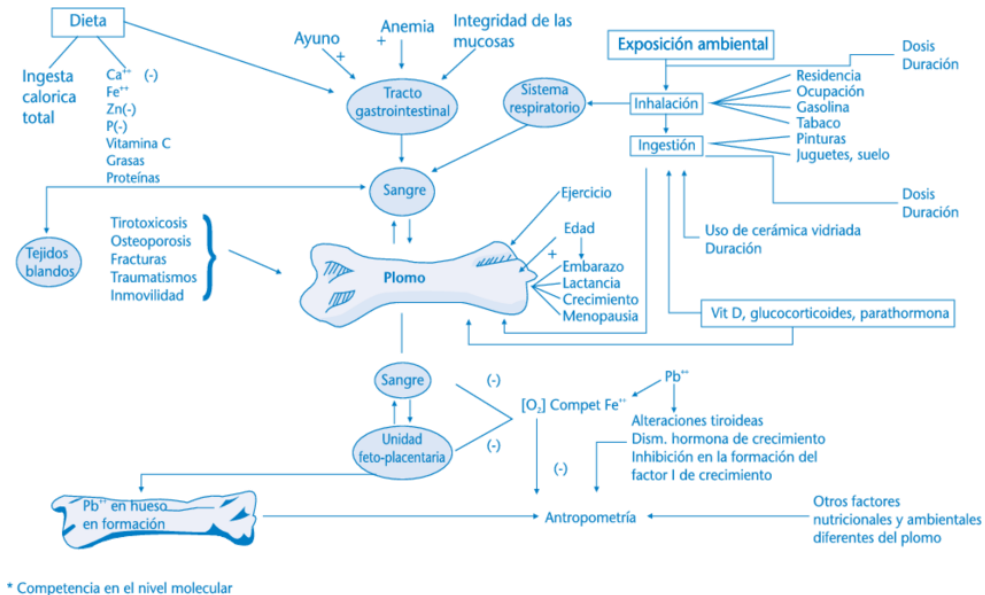 Dieta
Ingesta
calorica
total
Ca⁺⁺ (-)
Fe⁺⁺
Zn(-)
P(-)
Vitamina C
Grasas
Proteínas
Ayuno
+
Anemia
+
Integridad de las
mucosas
Tracto
gastrointestinal
Sistema
respiratorio
Exposición ambiental
Dosis
Duración
Inhalación
Residencia
Ocupación
Gasolina
Tabaco
Ingestión
Pinturas
Juguetes, suelo
Dosis
Duración
Uso de cerámica vidriada
Duración
Sangre
Tejidos
blandos
Tirotoxicosis
Osteoporosis
Fracturas
Traumatismos
Inmovilidad
Plomo
Ejercicio
Edad
+
Embarazo
Lactancia
Crecimiento
Menopausia
Vit D, glucocorticoides, parathormona
Sangre
(-)
Unidad
feto-placentaria
(-)
[O₂] Compet Fe⁺⁺
Pb⁺⁺
Alteraciones tiroideas
Dism. hormona de crecimiento
Inhibición en la formación del
factor I de crecimiento
(-)
Pb⁺⁺ en hueso
en formación
Antropometría
Otros factores
nutricionales y ambientales
diferentes del plomo
* Competencia en el nivel molecular